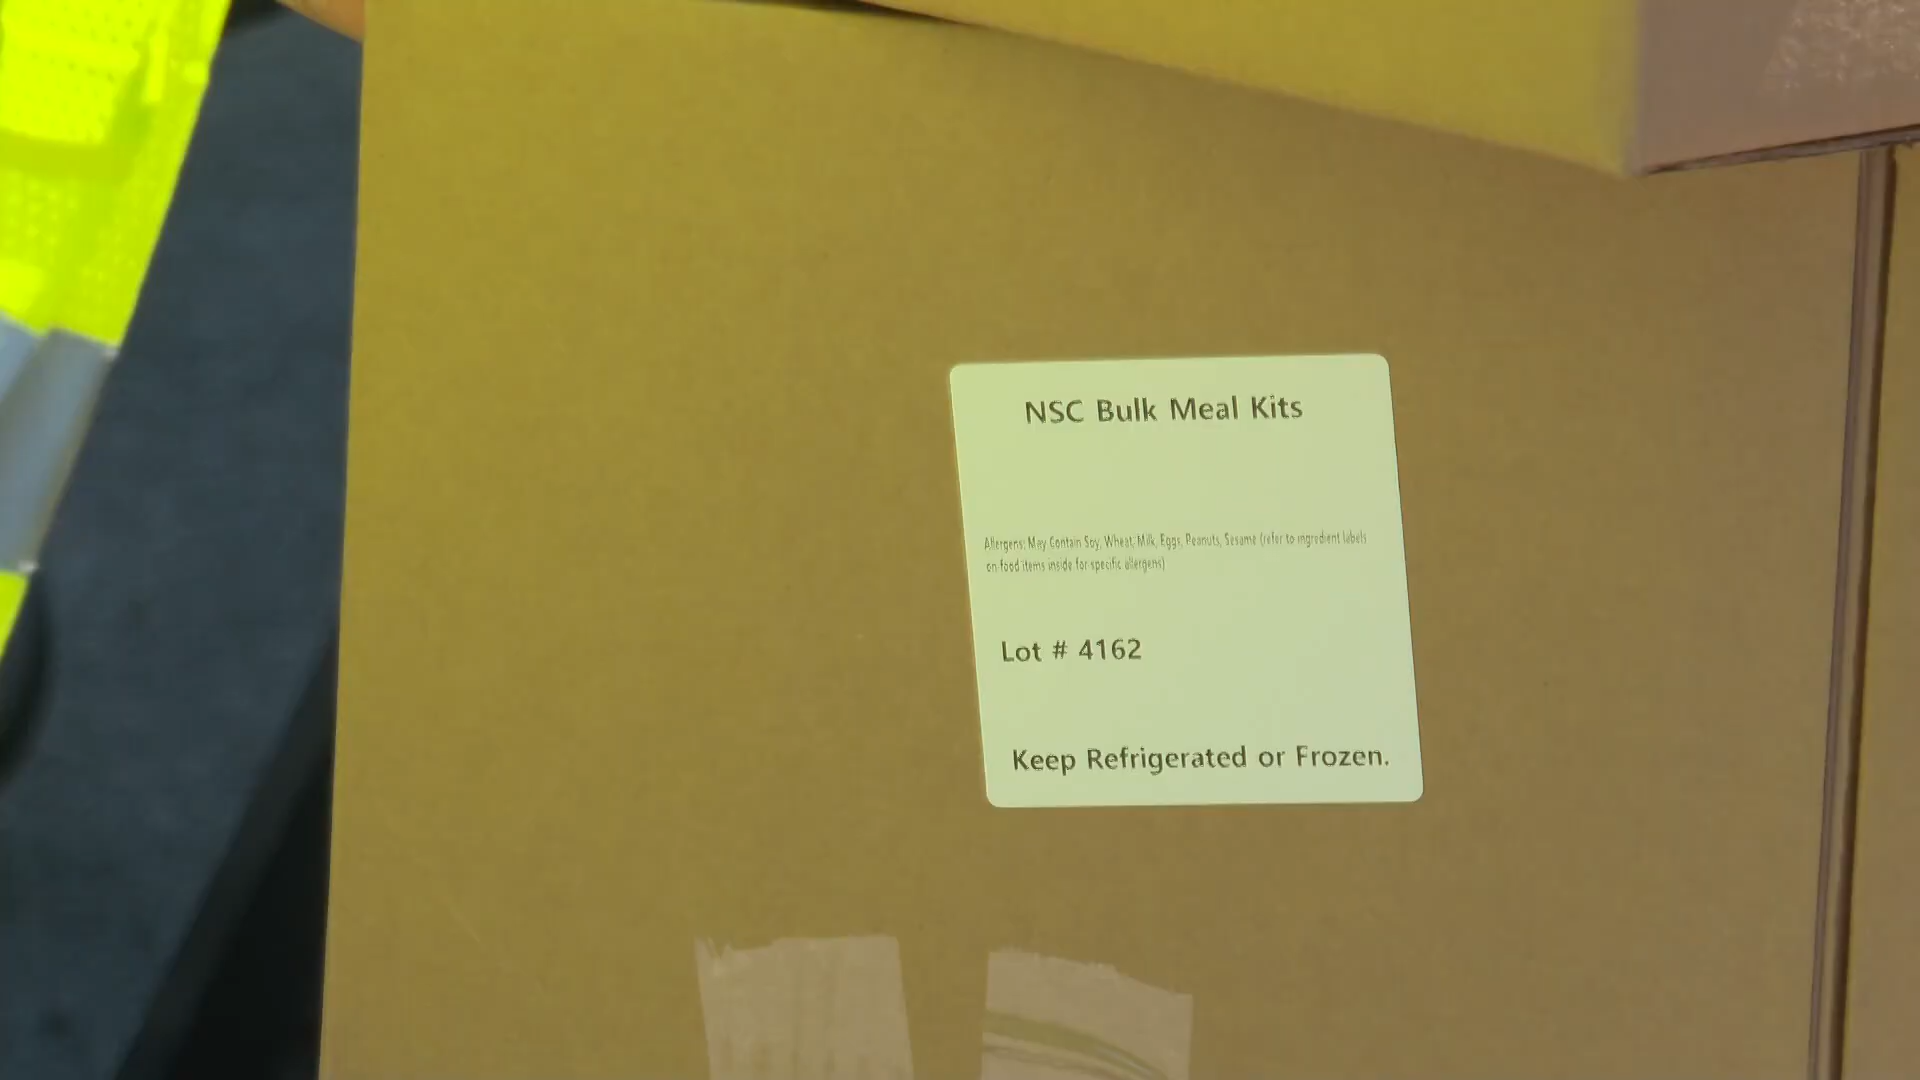 NSC Bulk Meal Kits
Allergens: May Contain Soy, Wheat, Milk, Eggs, Peanuts, Sesame (refer to ingredient labels
on food items inside for specific allergens)
Lot # 4162
Keep Refrigerated or Frozen.